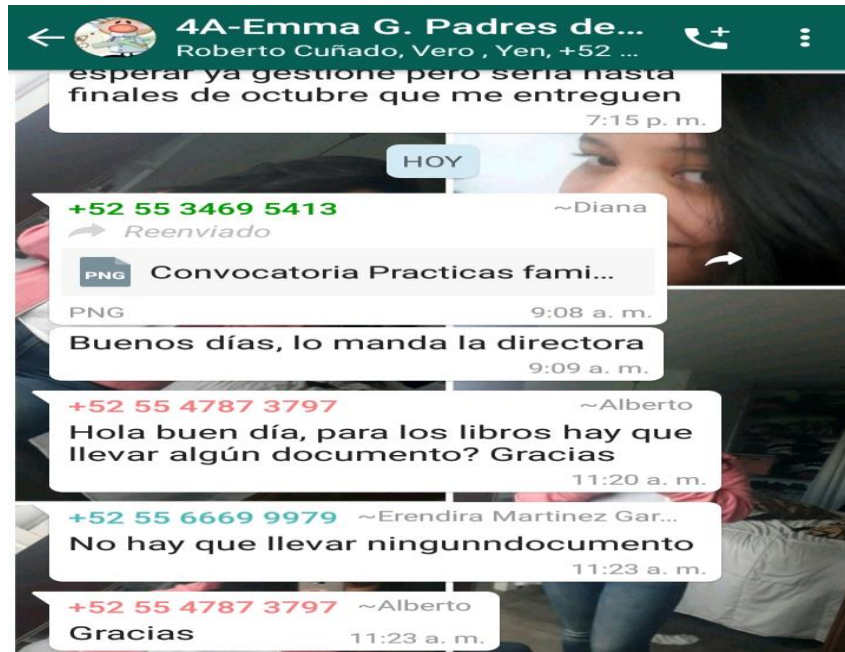 4A-Emma G. Padres de...
Roberto Cuñado, Vero , Yen, +52 ...
esperar ya gestione pero sería hasta
finales de octubre que me entreguen
7:15 p. m.
HOY
+52 55 3469 5413 ~Diana
Reenviado
PNG Convocatoria Practicas fami...
PNG 9:08 a. m.
Buenos días, lo manda la directora
9:09 a. m.
+52 55 4787 3797 ~Alberto
Hola buen día, para los libros hay que
llevar algún documento? Gracias
11:20 a. m.
+52 55 6669 9979 ~Erendira Martinez Gar...
No hay que llevar ningunndocumento
11:23 a. m.
+52 55 4787 3797 ~Alberto
Gracias 11:23 a. m.